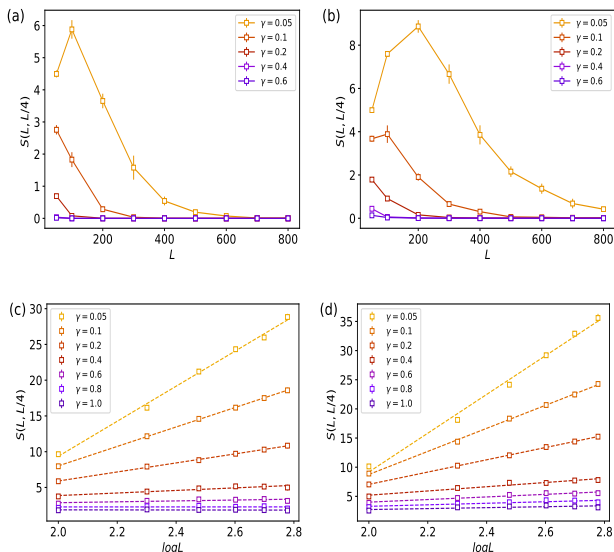 (a)
S(L, L/4)
6
5
4
3
2
1
0
200 400 600 800
L
γ = 0.05
γ = 0.1
γ = 0.2
γ = 0.4
γ = 0.6
(b)
S(L, L/4)
8
6
4
2
0
200 400 600 800
L
γ = 0.05
γ = 0.1
γ = 0.2
γ = 0.4
γ = 0.6
(c)
S(L, L/4)
30
25
20
15
10
5
2.0 2.2 2.4 2.6 2.8
logL
γ = 0.05
γ = 0.1
γ = 0.2
γ = 0.4
γ = 0.6
γ = 0.8
γ = 1.0
(d)
S(L, L/4)
35
30
25
20
15
10
5
2.0 2.2 2.4 2.6 2.8
logL
γ = 0.05
γ = 0.1
γ = 0.2
γ = 0.4
γ = 0.6
γ = 0.8
γ = 1.0